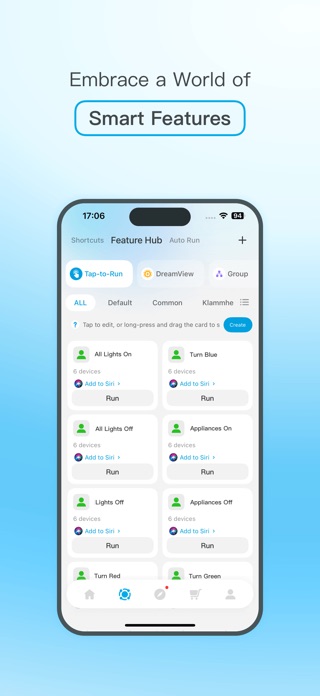 Embrace a World of
Smart Features
17:06
94
Shortcuts Feature Hub Auto Run +
Tap-to-Run DreamView Group
ALL Default Common Klammhe
? Tap to edit, or long-press and drag the card to s Create
All Lights On Turn Blue
6 devices 6 devices
Add to Siri › Add to Siri ›
Run Run
All Lights Off Appliances On
6 devices 6 devices
Add to Siri › Add to Siri ›
Run Run
Lights Off Appliances Off
6 devices 6 devices
Add to Siri › Add to Siri ›
Run Run
Turn Red Turn Green